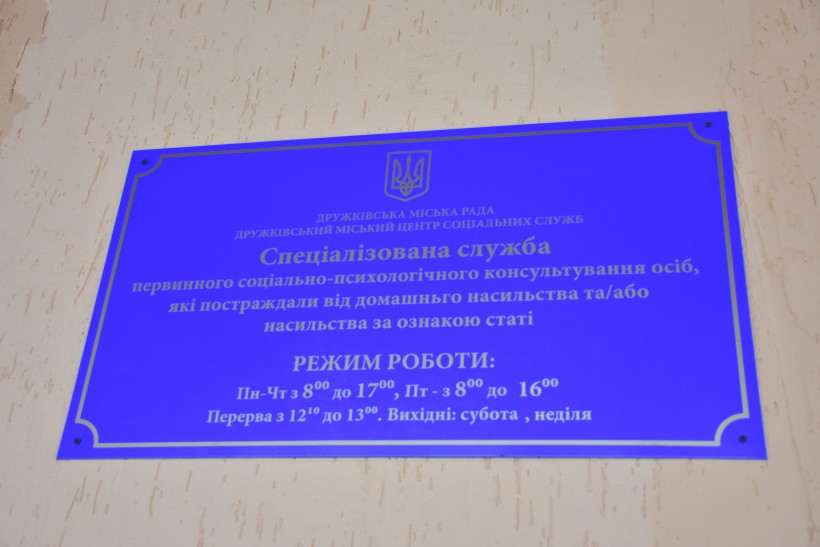 ДРУЖКІВСЬКА МІСЬКА РАДА
ДРУЖКІВСЬКИЙ МІСЬКИЙ ЦЕНТР СОЦІАЛЬНИХ СЛУЖБ
Спеціалізована служба
первинного соціально-психологічного консультування осіб,
які постраждали від домашньго насильства та/або
насильства за ознакою статі
РЕЖИМ РОБОТИ:
Пн-Чт з 8⁰⁰ до 17⁰⁰, Пт - з 8⁰⁰ до 16⁰⁰
Перерва з 12¹⁰ до 13⁰⁰. Вихідні: субота , неділя